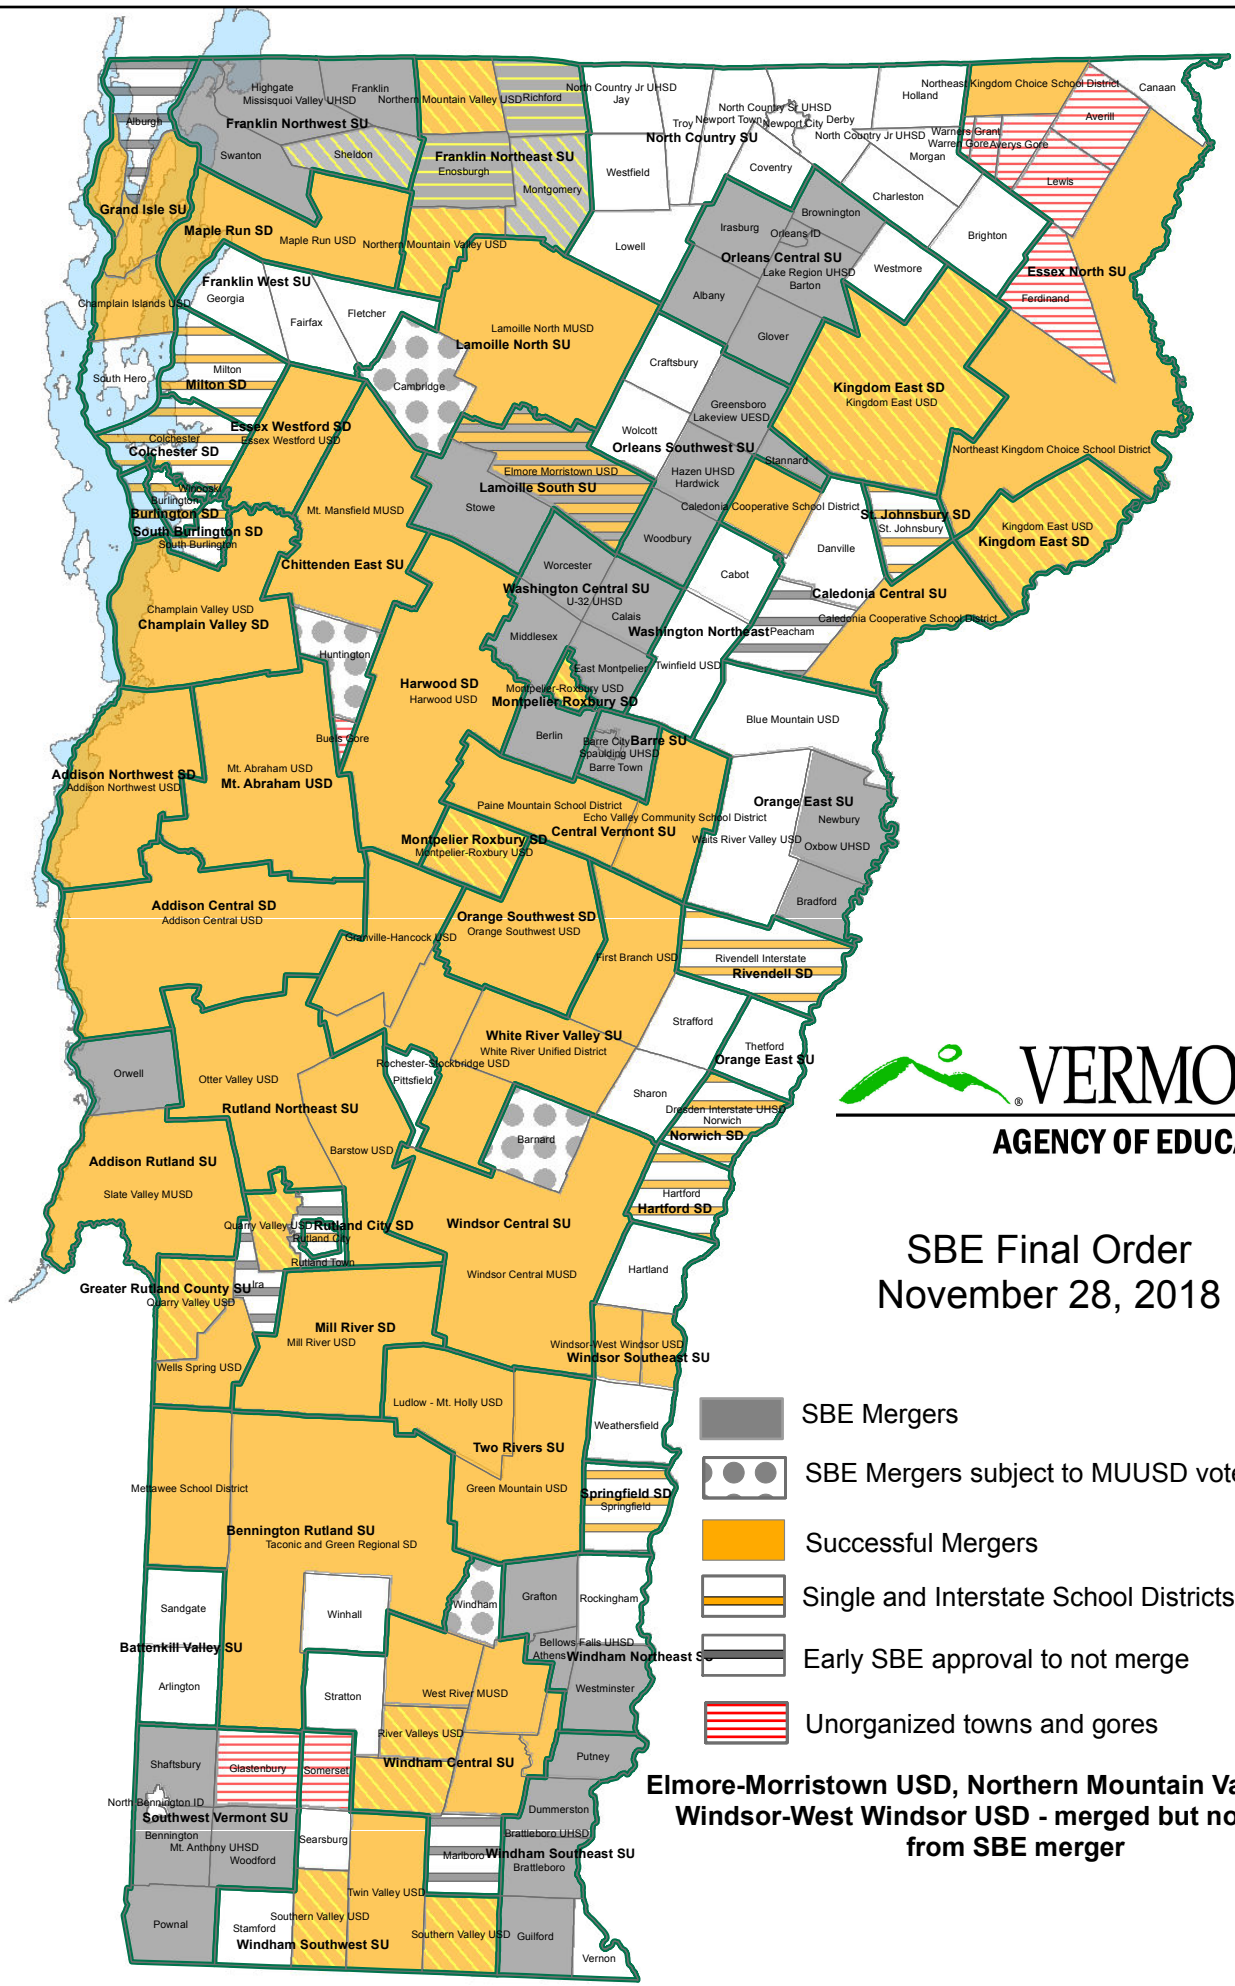 Highgate
Franklin
Missisquoi Valley UHSD
Franklin Northwest SU
Swanton
Sheldon
Alburgh
Northern Mountain Valley USD
Richford
Franklin Northeast SU
Enosburgh
Montgomery
North Country Jr UHSD
Jay
Troy
Newport Town
North Country Sr UHSD
Newport City
Derby
North Country SU
Holland
North Country Jr UHSD
Morgan
Northeast Kingdom Choice School District
Canaan
Averill
Warners Grant
Warren Gore
Averys Gore
Lewis
Westfield
Coventry
Charleston
Brighton
Grand Isle SU
Maple Run SD
Maple Run USD
Northern Mountain Valley USD
Lowell
Irasburg
Brownington
Orleans ID
Orleans Central SU
Lake Region UHSD
Barton
Westmore
Albany
Glover
Essex North SU
Ferdinand
Franklin West SU
Georgia
Fairfax
Fletcher
Champlain Islands USD
South Hero
Milton
Milton SD
Lamoille North MUSD
Lamoille North SU
Cambridge
Craftsbury
Kingdom East SD
Kingdom East USD
Greensboro
Lakeview UESD
Wolcott
Orleans Southwest SU
Stannard
Hazen UHSD
Hardwick
Northeast Kingdom Choice School District
Essex Westford SD
Essex Westford USD
Colchester
Colchester SD
Winooski
Burlington
Burlington SD
South Burlington SD
South Burlington
Mt. Mansfield MUSD
Chittenden East SU
Elmore Morristown USD
Lamoille South SU
Stowe
Woodbury
Caledonia Cooperative School District
Danville
St. Johnsbury SD
St. Johnsbury
Kingdom East USD
Kingdom East SD
Worcester
Washington Central SU
U-32 UHSD
Calais
Middlesex
East Montpelier
Cabot
Washington Northeast
Twinfield USD
Peacham
Caledonia Central SU
Caledonia Cooperative School District
Champlain Valley USD
Champlain Valley SD
Huntington
Buels Gore
Harwood SD
Harwood USD
Montpelier-Roxbury USD
Montpelier Roxbury SD
Berlin
Barre City
Barre SU
Spaulding UHSD
Barre Town
Blue Mountain USD
Addison Northwest SD
Addison Northwest USD
Mt. Abraham USD
Mt. Abraham USD
Paine Mountain School District
Echo Valley Community School District
Central Vermont SU
Montpelier Roxbury SD
Montpelier-Roxbury USD
Orange East SU
Newbury
Waits River Valley USD
Oxbow UHSD
Bradford
Addison Central SD
Addison Central USD
Granville-Hancock USD
Orange Southwest SD
Orange Southwest USD
First Branch USD
Rivendell Interstate
Rivendell SD
Orwell
Otter Valley USD
Rutland Northeast SU
Barstow USD
Rochester-Stockbridge USD
Pittsfield
White River Valley SU
White River Unified District
Strafford
Thetford
Orange East SU
Sharon
Barnard
Dresden Interstate UHSD
Norwich
Norwich SD
Hartford
Hartford SD
VERMO
®
AGENCY OF EDUCA
SBE Final Order
November 28, 2018
Addison Rutland SU
Slate Valley MUSD
Quarry Valley USD
Rutland City SD
Rutland City
Rutland Town
Ira
Greater Rutland County SU
Quarry Valley USD
Wells Spring USD
Windsor Central SU
Windsor Central MUSD
Hartland
Mill River SD
Mill River USD
Windsor-West Windsor USD
Windsor Southeast SU
Ludlow - Mt. Holly USD
Two Rivers SU
Green Mountain USD
Weathersfield
Springfield SD
Springfield
Mettawee School District
Bennington Rutland SU
Taconic and Green Regional SD
SBE Mergers
SBE Mergers subject to MUUSD vote
Successful Mergers
Single and Interstate School Districts
Early SBE approval to not merge
Unorganized towns and gores
Sandgate
Battenkill Valley SU
Arlington
Winhall
Stratton
Windham
Grafton
Rockingham
Bellows Falls UHSD
Athens
Windham Northeast S
Westminster
West River MUSD
River Valleys USD
Windham Central SU
Putney
Shaftsbury
Glastenbury
Somerset
North Bennington ID
Southwest Vermont SU
Bennington
Mt. Anthony UHSD
Woodford
Searsburg
Dummerston
Brattleboro UHSD
Marlboro
Windham Southeast SU
Brattleboro
Twin Valley USD
Pownal
Stamford
Southern Valley USD
Windham Southwest SU
Southern Valley USD
Guilford
Vernon
Elmore-Morristown USD, Northern Mountain Va
Windsor-West Windsor USD - merged but no
from SBE merger